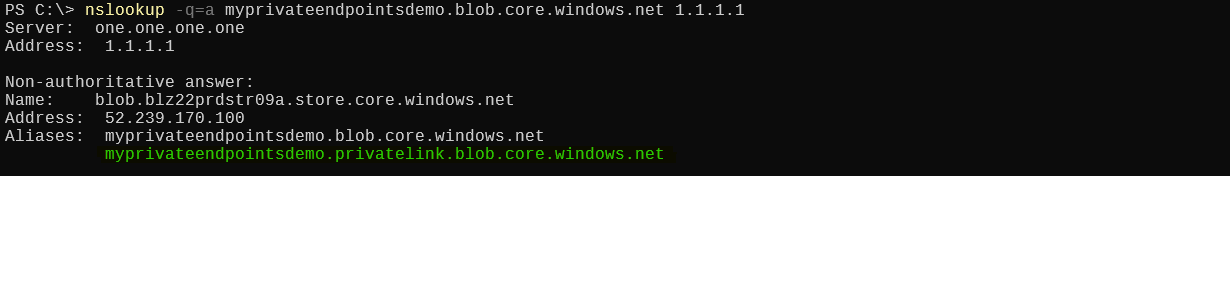 PS C:\> nslookup -q=a myprivateendpointsdemo.blob.core.windows.net 1.1.1.1
Server:  one.one.one.one
Address:  1.1.1.1

Non-authoritative answer:
Name:    blob.blz22prdstr09a.store.core.windows.net
Address:  52.239.170.100
Aliases:  myprivateendpointsdemo.blob.core.windows.net
          myprivateendpointsdemo.privatelink.blob.core.windows.net